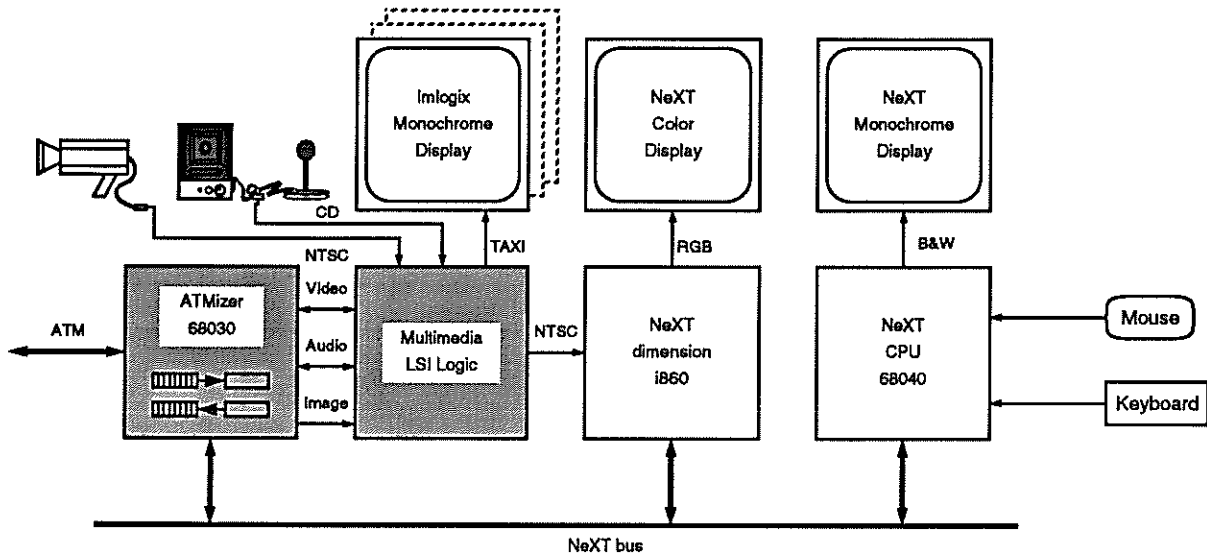 Imlogix
Monochrome
Display
NeXT
Color
Display
NeXT
Monochrome
Display
CD
TAXI
RGB
B&W
NTSC
ATMizer
68030
Video
Audio
Image
ATM
Multimedia
LSI Logic
NTSC
NeXT
dimension
i860
NeXT
CPU
68040
Mouse
Keyboard
NeXT bus